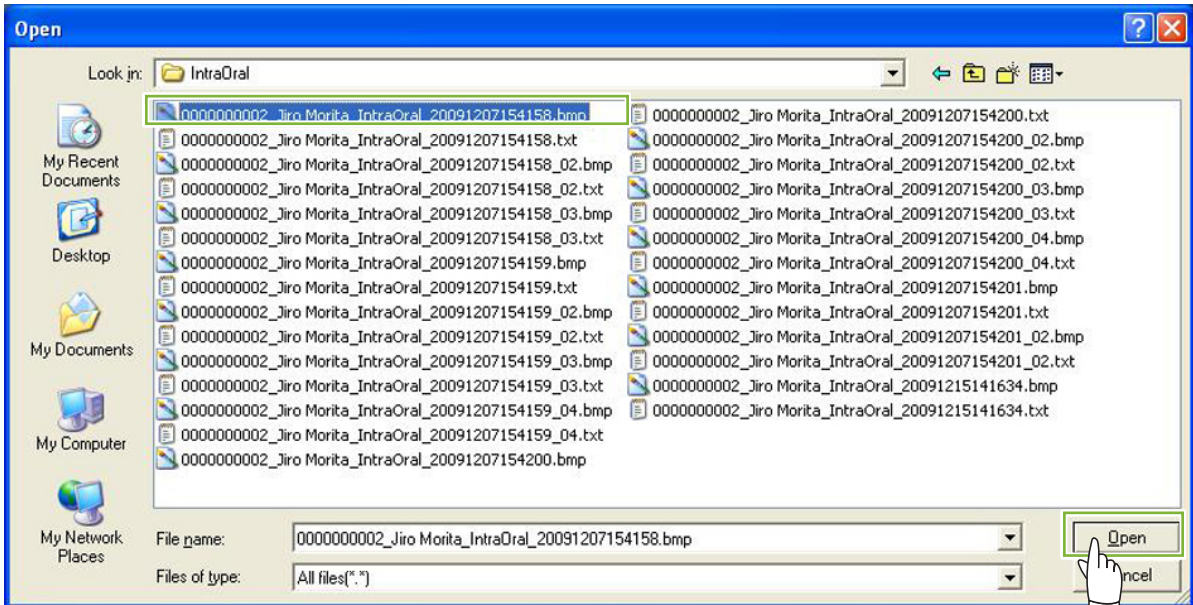 Open
Look in: IntraOral
My Recent
Documents
Desktop
My Documents
My Computer
My Network
Places
0000000002_Jiro Morita_IntraOral_20091207154158.bmp
0000000002_Jiro Morita_IntraOral_20091207154158.txt
0000000002_Jiro Morita_IntraOral_20091207154158_02.bmp
0000000002_Jiro Morita_IntraOral_20091207154158_02.txt
0000000002_Jiro Morita_IntraOral_20091207154158_03.bmp
0000000002_Jiro Morita_IntraOral_20091207154158_03.txt
0000000002_Jiro Morita_IntraOral_20091207154159.bmp
0000000002_Jiro Morita_IntraOral_20091207154159.txt
0000000002_Jiro Morita_IntraOral_20091207154159_02.bmp
0000000002_Jiro Morita_IntraOral_20091207154159_02.txt
0000000002_Jiro Morita_IntraOral_20091207154159_03.bmp
0000000002_Jiro Morita_IntraOral_20091207154159_03.txt
0000000002_Jiro Morita_IntraOral_20091207154159_04.bmp
0000000002_Jiro Morita_IntraOral_20091207154159_04.txt
0000000002_Jiro Morita_IntraOral_20091207154200.bmp
0000000002_Jiro Morita_IntraOral_20091207154200.txt
0000000002_Jiro Morita_IntraOral_20091207154200_02.bmp
0000000002_Jiro Morita_IntraOral_20091207154200_02.txt
0000000002_Jiro Morita_IntraOral_20091207154200_03.bmp
0000000002_Jiro Morita_IntraOral_20091207154200_03.txt
0000000002_Jiro Morita_IntraOral_20091207154200_04.bmp
0000000002_Jiro Morita_IntraOral_20091207154200_04.txt
0000000002_Jiro Morita_IntraOral_20091207154201.bmp
0000000002_Jiro Morita_IntraOral_20091207154201.txt
0000000002_Jiro Morita_IntraOral_20091207154201_02.bmp
0000000002_Jiro Morita_IntraOral_20091207154201_02.txt
0000000002_Jiro Morita_IntraOral_20091215141634.bmp
0000000002_Jiro Morita_IntraOral_20091215141634.txt
File name: 0000000002_Jiro Morita_IntraOral_20091207154158.bmp
Open
Files of type: All files(*.*)